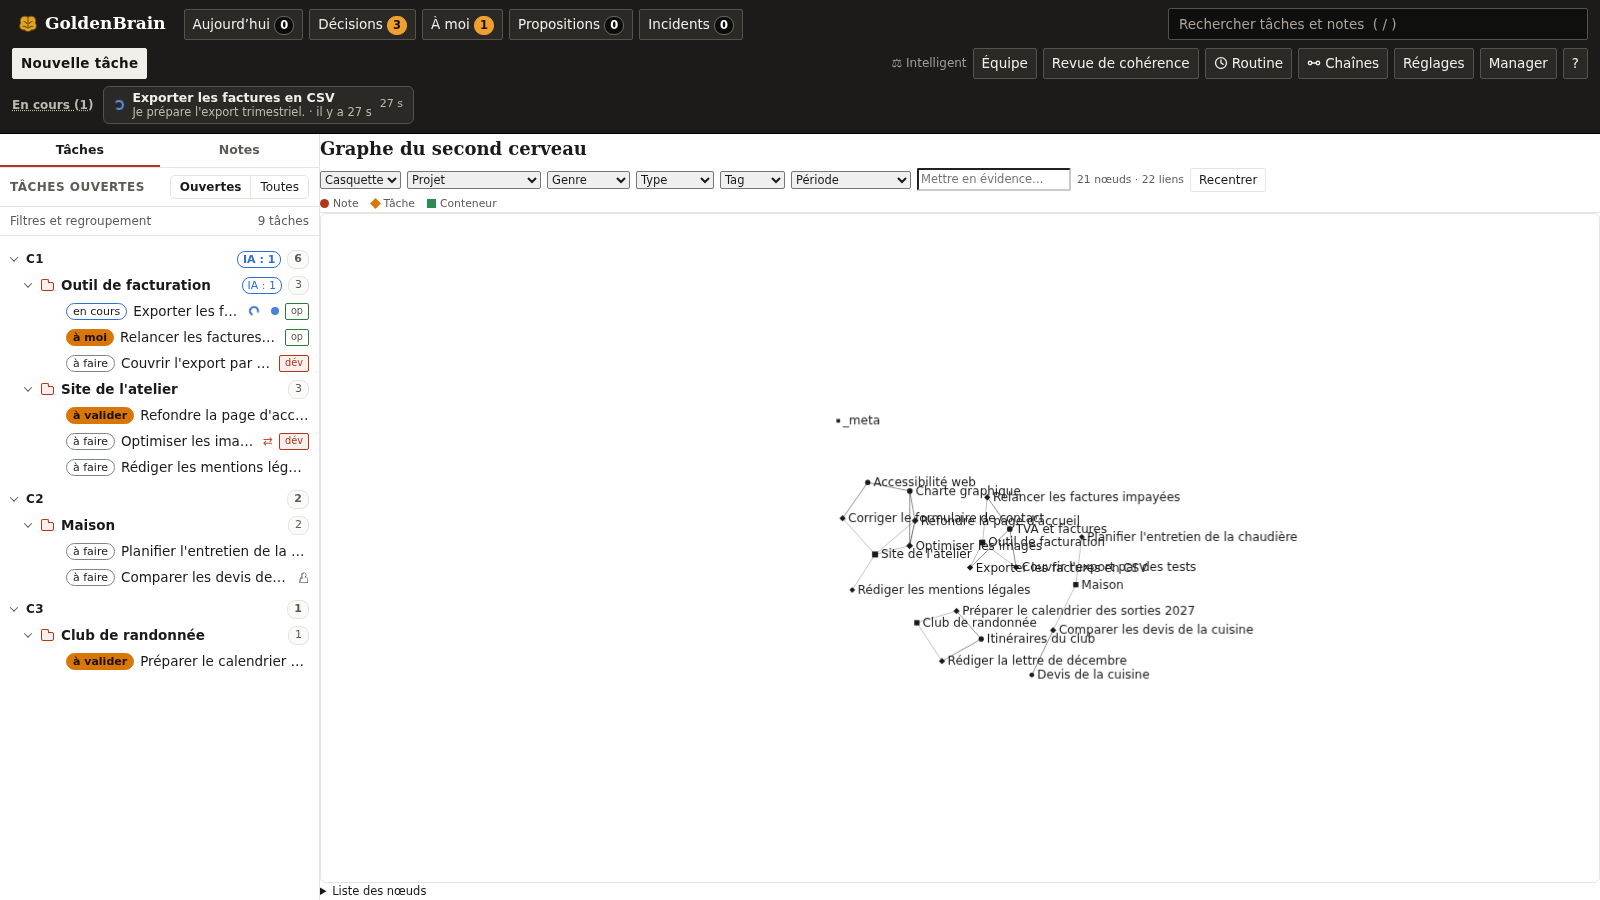 GoldenBrain
Aujourd’hui 0
Décisions 3
À moi 1
Propositions 0
Incidents 0
Rechercher tâches et notes ( / )
Nouvelle tâche
Intelligent
Équipe
Revue de cohérence
Routine
Chaînes
Réglages
Manager
?
En cours (1)
Exporter les factures en CSV
Je prépare l'export trimestriel. · il y a 27 s
27 s
Tâches
Notes
TÂCHES OUVERTES
Ouvertes
Toutes
Filtres et regroupement
9 tâches
C1 IA : 1 6
Outil de facturation IA : 1 3
en cours Exporter les f… op
à moi Relancer les factures… op
à faire Couvrir l'export par … dév
Site de l'atelier 3
à valider Refondre la page d'acc…
à faire Optimiser les ima… dév
à faire Rédiger les mentions lég…
C2 2
Maison 2
à faire Planifier l'entretien de la …
à faire Comparer les devis de…
C3 1
Club de randonnée 1
à valider Préparer le calendrier …
Graphe du second cerveau
Casquette
Projet
Genre
Type
Tag
Période
Mettre en évidence…
21 nœuds · 22 liens
Recentrer
Note
Tâche
Conteneur
_meta
Accessibilité web
Charte graphique
Relancer les factures impayées
Corriger le formulaire de contact
Refondre la page d'accueil
TVA et factures
Planifier l'entretien de la chaudière
Outil de facturation
Optimiser les images
Site de l'atelier
Exporter les factures en CSV
Couvrir l'export par des tests
Maison
Rédiger les mentions légales
Préparer le calendrier des sorties 2027
Club de randonnée
Comparer les devis de la cuisine
Itinéraires du club
Rédiger la lettre de décembre
Devis de la cuisine
Liste des nœuds